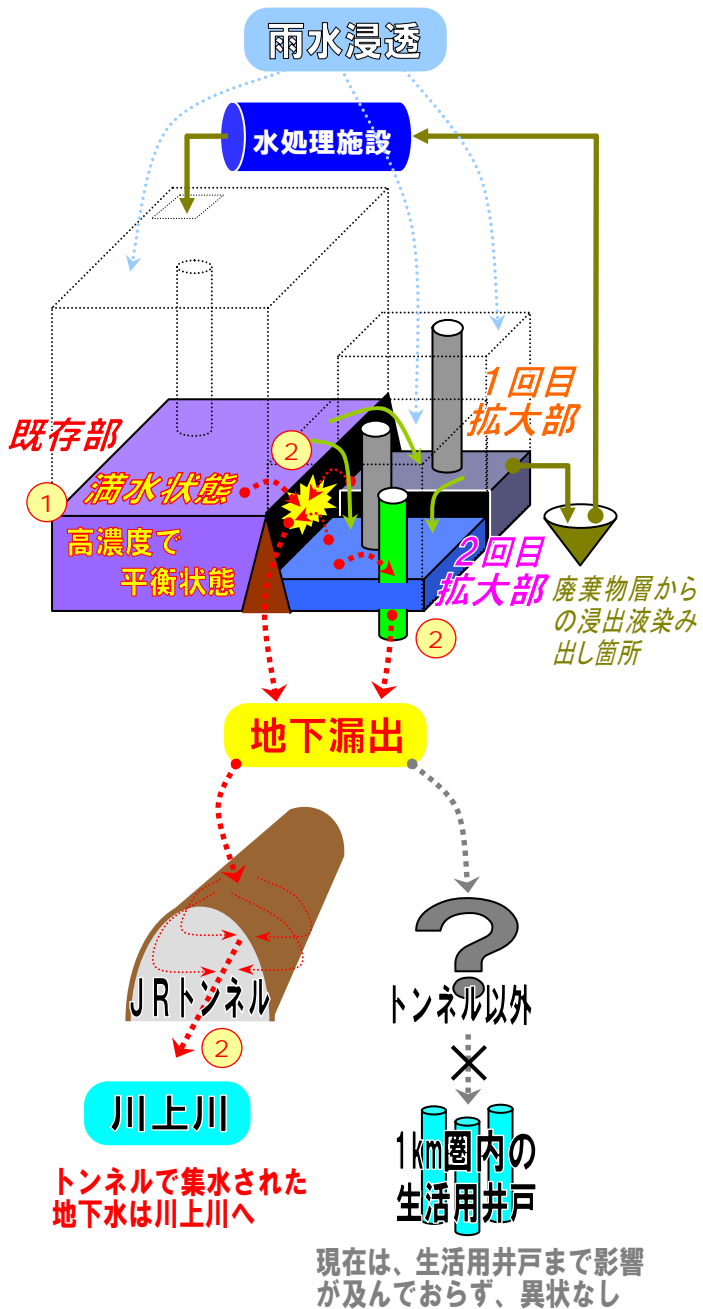 雨水浸透
水処理施設
既存部
1回目
拡大部
2
1
満水状態
高濃度で
平衡状態
2回目
拡大部
廃棄物層から
の浸出液染み
出し箇所
2
地下漏出
JRトンネル
トンネル以外
2
川上川
トンネルで集水された
地下水は川上川へ
1km圏内の
生活用井戸
現在は、生活用井戸まで影響
が及んでおらず、異状なし